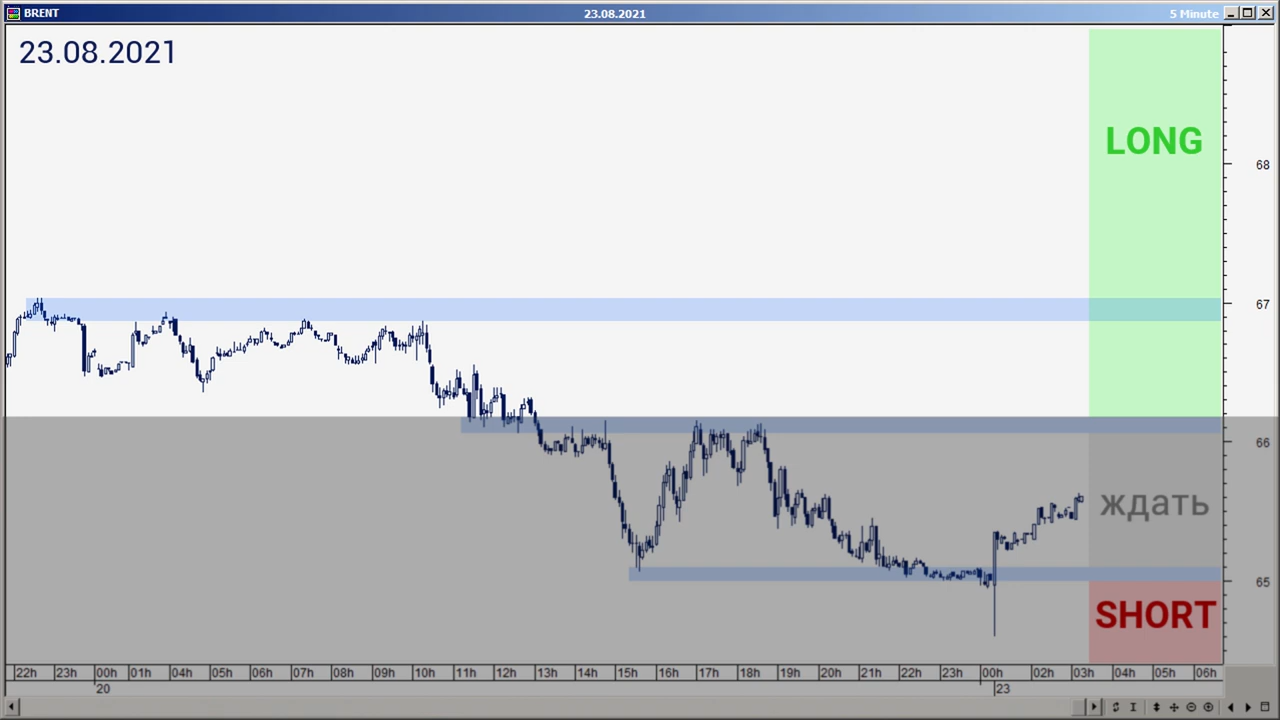 BRENT 23.08.2021 5 Minute
23.08.2021
LONG
68
67
66
ждать
65
SHORT
22h 23h 00h 01h 04h 05h 06h 07h 08h 09h 10h 11h 12h 13h 14h 15h 16h 17h 18h 19h 20h 21h 22h 23h 00h 02h 03h 04h 05h 06h
20 23